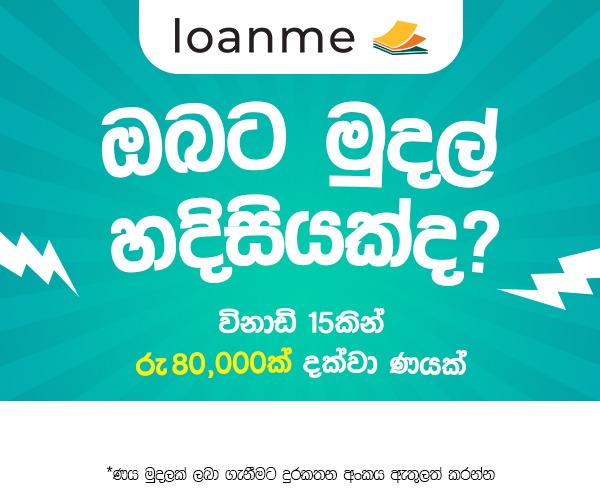 loanme
ඔබට මුදල්
හදිසියක්ද?
විනාඩි 15කින්
රු 80,000ක් දක්වා ණයක්
*ණය මුදලක් ලබා ගැනීමට දුරකතන අංකය ඇතුලත් කරන්න